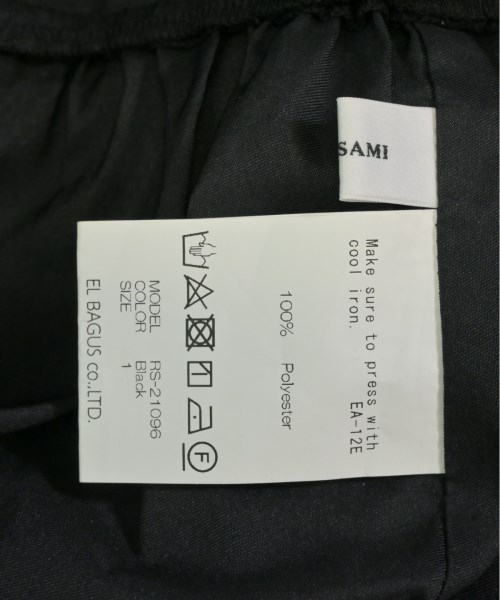 SAMI
Make sure to press with
cool iron.
EA-12E
100% Polyester
F
MODEL RS-21096
COLOR Black
SIZE 1
EL BAGUS co.,LTD.